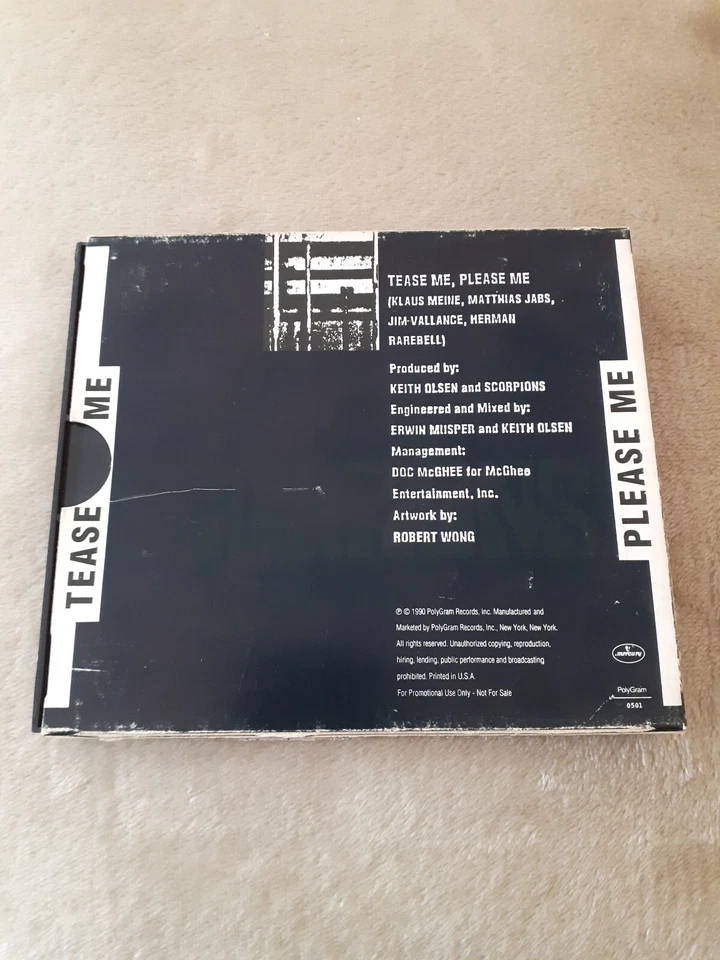 TEASE ME
TEASE ME, PLEASE ME
(KLAUS MEINE, MATTHIAS JABS,
JIM VALLANCE, HERMAN
RAREBELL)
Produced by:
KEITH OLSEN and SCORPIONS
Engineered and Mixed by:
ERWIN MUSPER and KEITH OLSEN
Management:
DOC McGHEE for McGhee
Entertainment, Inc.
Artwork by:
ROBERT WONG
℗ © 1990 PolyGram Records, Inc. Manufactured and
Marketed by PolyGram Records, Inc., New York, New York.
All rights reserved. Unauthorized copying, reproduction,
hiring, lending, public performance and broadcasting
prohibited. Printed in U.S.A.
For Promotional Use Only - Not For Sale
PLEASE ME
mercury
PolyGram
0501